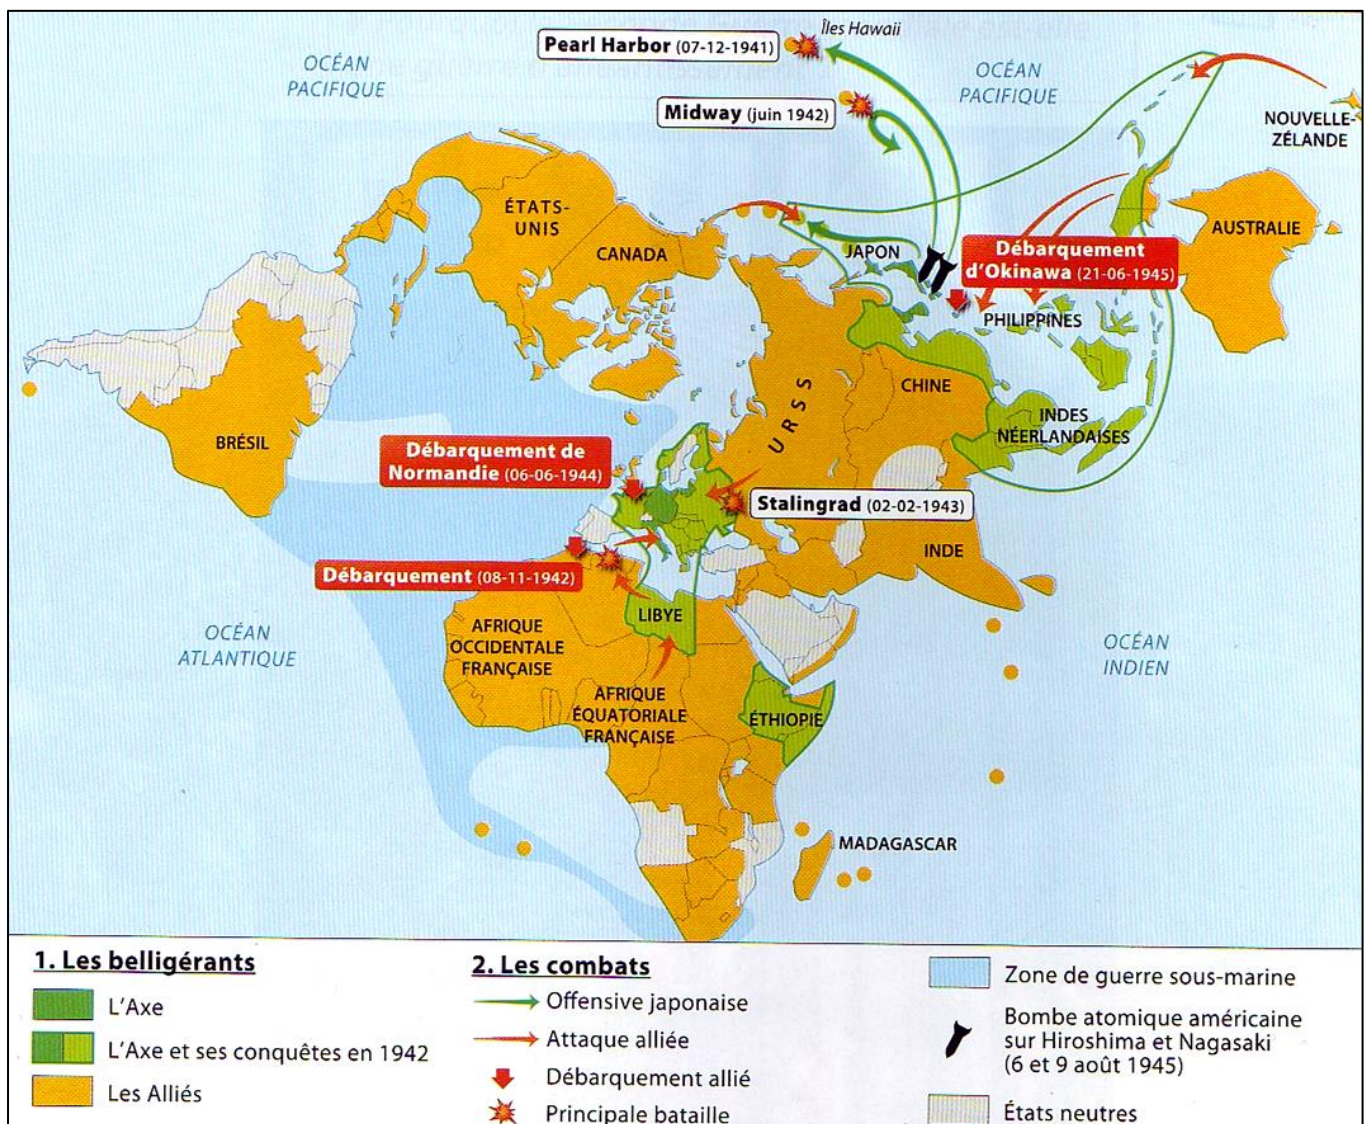 Pearl Harbor (07-12-1941)
Îles Hawaii
OCÉAN
PACIFIQUE
OCÉAN
PACIFIQUE
Midway (juin 1942)
NOUVELLE-
ZÉLANDE
ÉTATS-
UNIS
CANADA
JAPON
Débarquement
d'Okinawa (21-06-1945)
AUSTRALIE
PHILIPPINES
URSS
CHINE
BRÉSIL
INDES
NÉERLANDAISES
Débarquement de
Normandie (06-06-1944)
Stalingrad (02-02-1943)
INDE
Débarquement (08-11-1942)
LIBYE
OCÉAN
ATLANTIQUE
AFRIQUE
OCCIDENTALE
FRANÇAISE
OCÉAN
INDIEN
AFRIQUE
ÉQUATORIALE
FRANÇAISE
ÉTHIOPIE
MADAGASCAR
1. Les belligérants
L'Axe
L'Axe et ses conquêtes en 1942
Les Alliés
2. Les combats
Offensive japonaise
Attaque alliée
Débarquement allié
Principale bataille
Zone de guerre sous-marine
Bombe atomique américaine
sur Hiroshima et Nagasaki
(6 et 9 août 1945)
États neutres